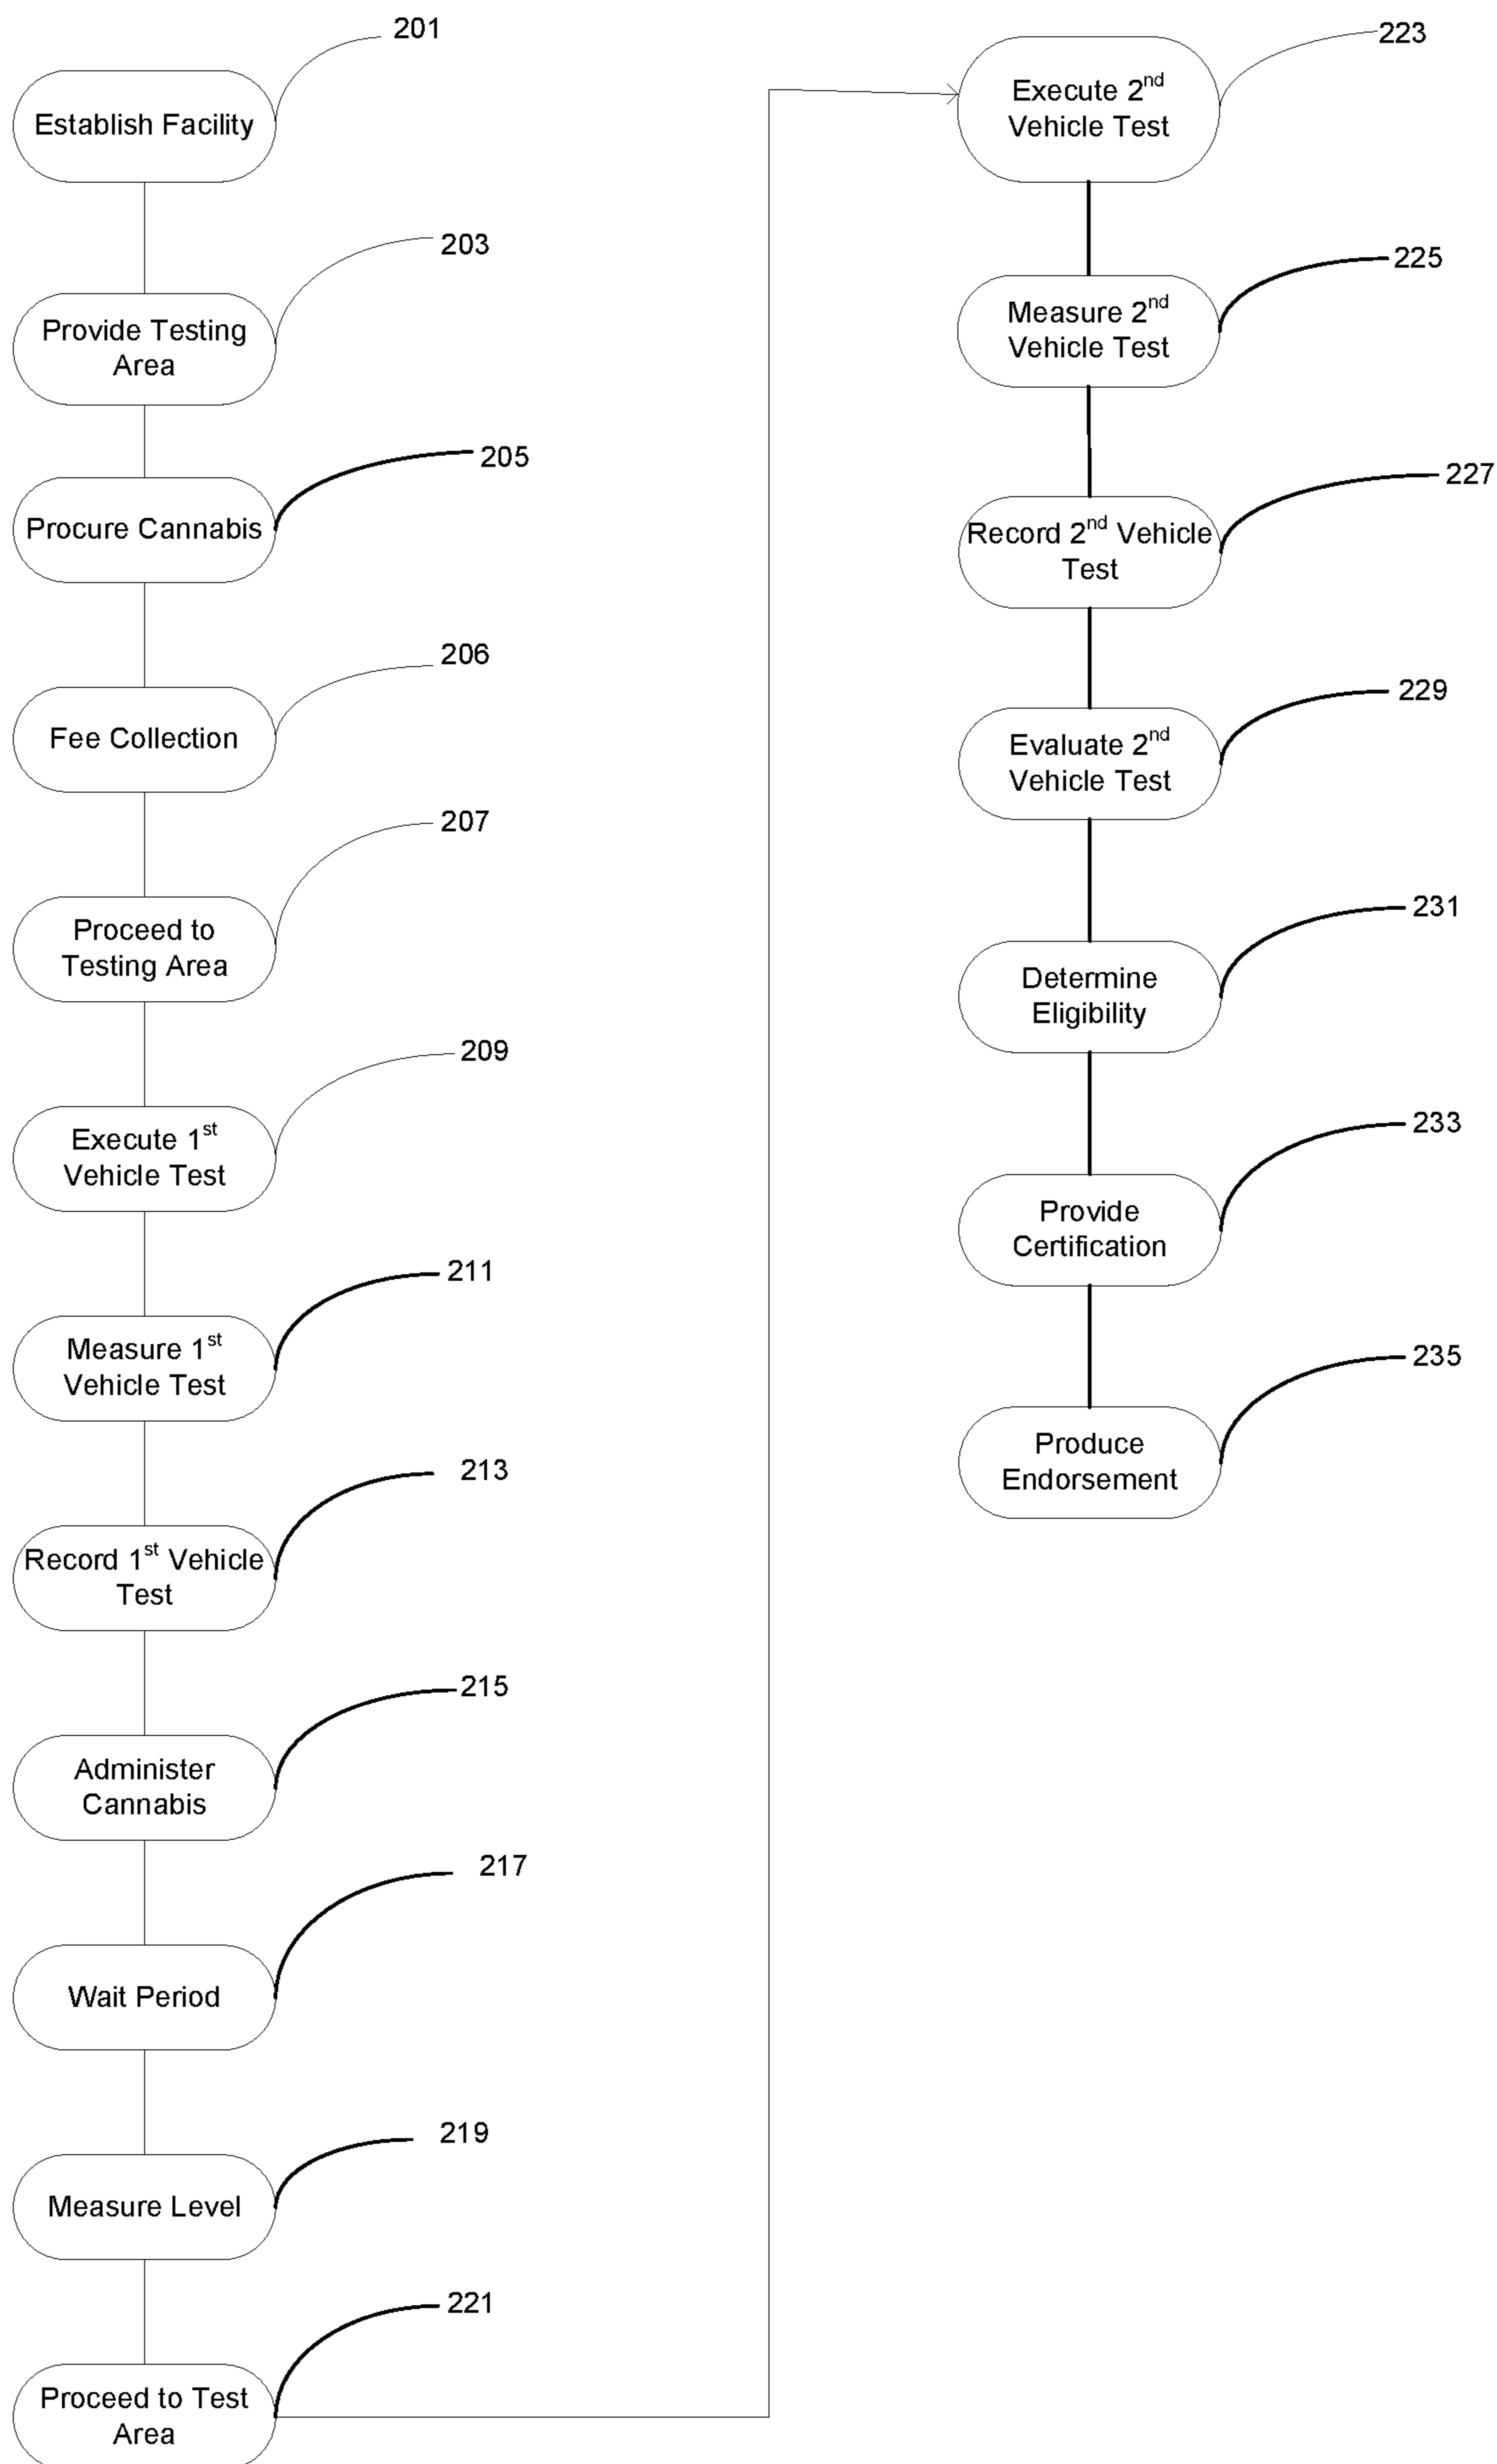 201
Establish Facility
203
Provide Testing
Area
205
Procure Cannabis
206
Fee Collection
207
Proceed to
Testing Area
209
Execute 1st
Vehicle Test
211
Measure 1st
Vehicle Test
213
Record 1st Vehicle
Test
215
Administer
Cannabis
217
Wait Period
219
Measure Level
221
Proceed to Test
Area
223
Execute 2nd
Vehicle Test
225
Measure 2nd
Vehicle Test
227
Record 2nd Vehicle
Test
229
Evaluate 2nd
Vehicle Test
231
Determine
Eligibility
233
Provide
Certification
235
Produce
Endorsement